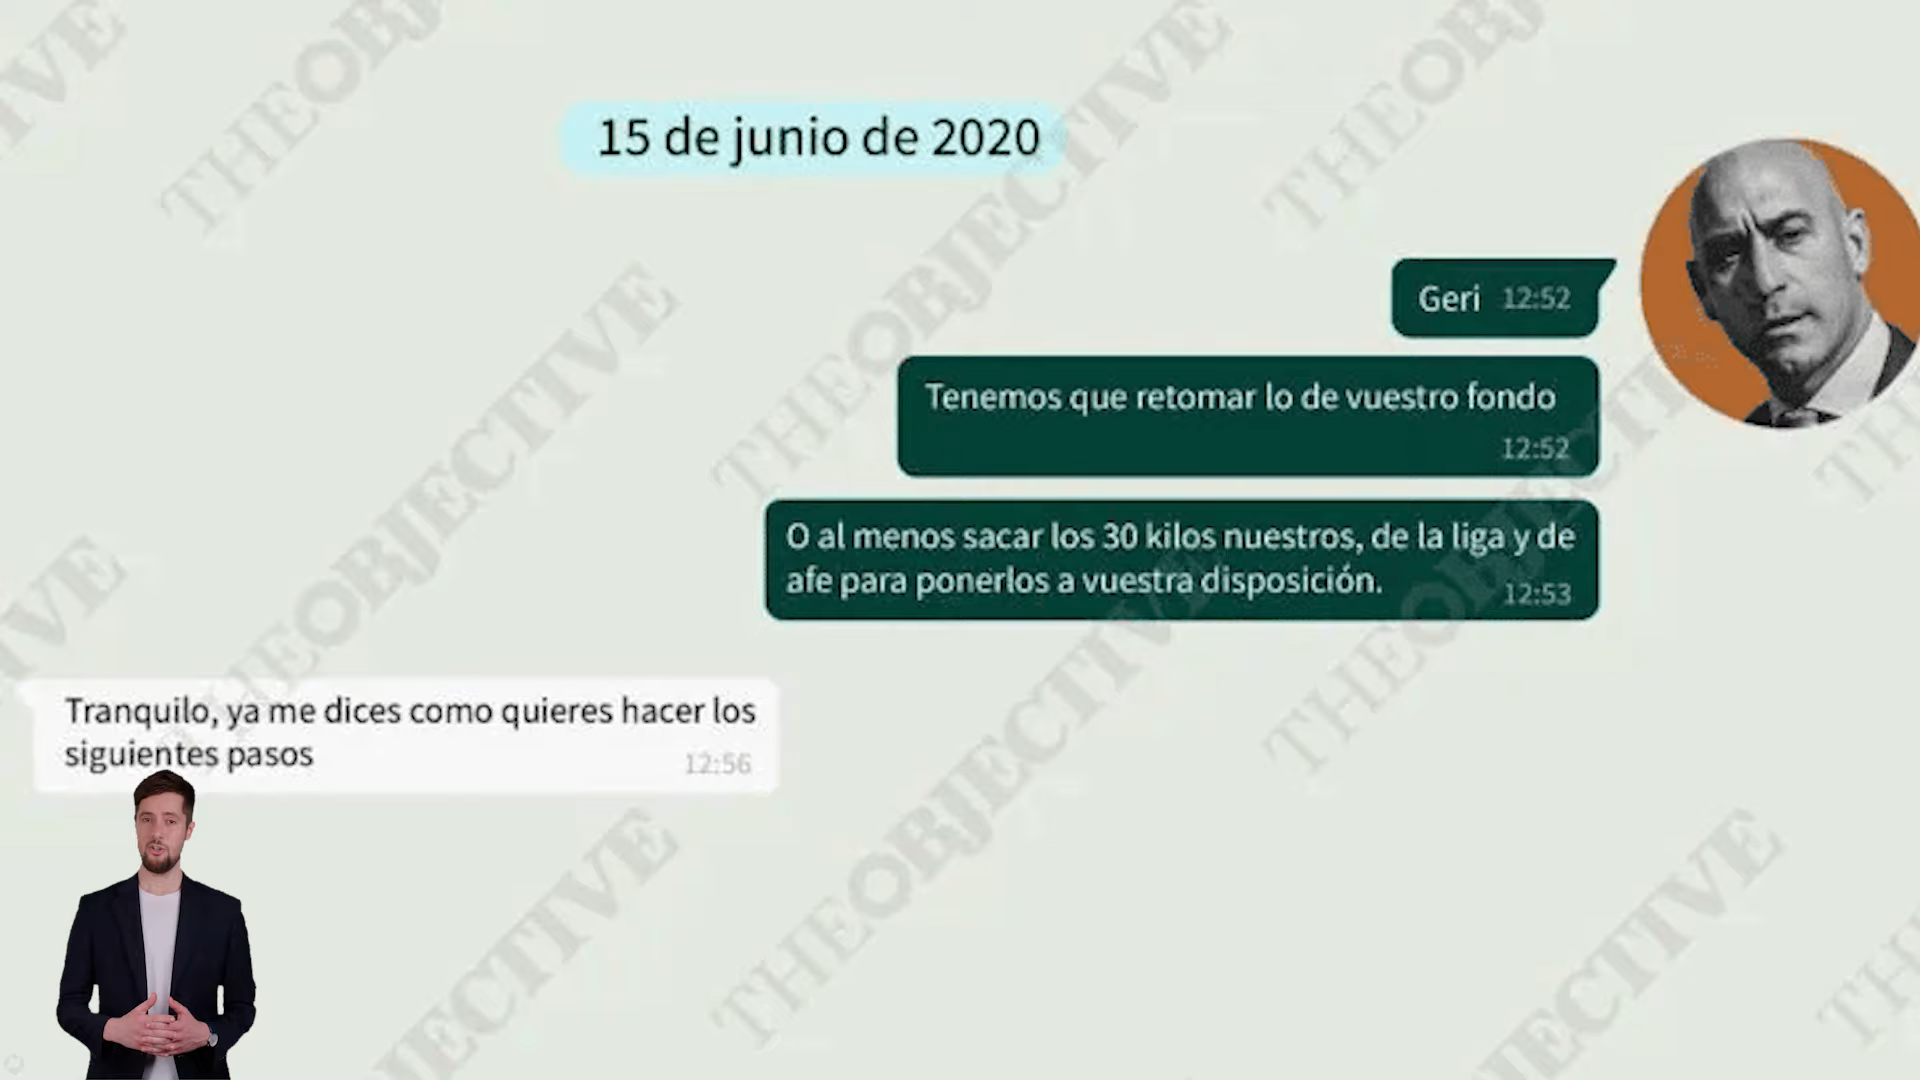 15 de junio de 2020
Geri 12:52
Tenemos que retomar lo de vuestro fondo
12:52
O al menos sacar los 30 kilos nuestros, de la liga y de
afe para ponerlos a vuestra disposición.
12:53
Tranquilo, ya me dices como quieres hacer los
siguientes pasos
12:56
THEOBJECTIVE